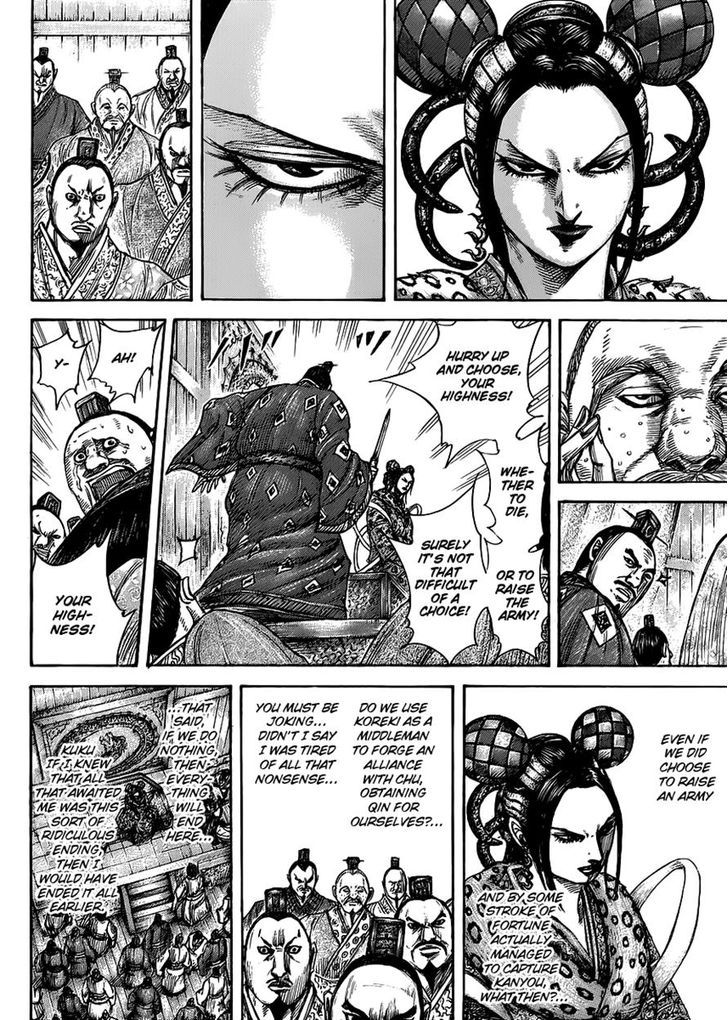 HURRY UP
AND CHOOSE,
YOUR
HIGHNESS!
WHE-
THER
TO DIE,
OR TO
RAISE
THE ARMY!
SURELY
IT'S NOT
THAT
DIFFICULT
OF A
CHOICE!
AH!
Y-
YOUR
HIGH-
NESS!
EVEN IF
WE DID
CHOOSE
TO RAISE
AN ARMY
AND BY SOME
STROKE OF
FORTUNE
ACTUALLY
MANAGED
TO CAPTURE
KANYOU,
WHAT THEN?...
DO WE USE
KOREKI AS A
MIDDLEMAN
TO FORGE AN
ALLIANCE
WITH CHU,
OBTAINING
QIN FOR
OURSELVES?...
YOU MUST BE
JOKING...
DIDN'T I SAY
I WAS TIRED
OF ALL THAT
NONSENSE...
...THAT
SAID,
IF WE DO
NOTHING,
THEN
EVERY-
THING
WILL
END
HERE...
KUKU
IF I KNEW
THAT ALL
THAT AWAITED
ME WAS THIS
SORT OF
RIDICULOUS
ENDING,
THEN I
WOULD HAVE
ENDED IT ALL
EARLIER.